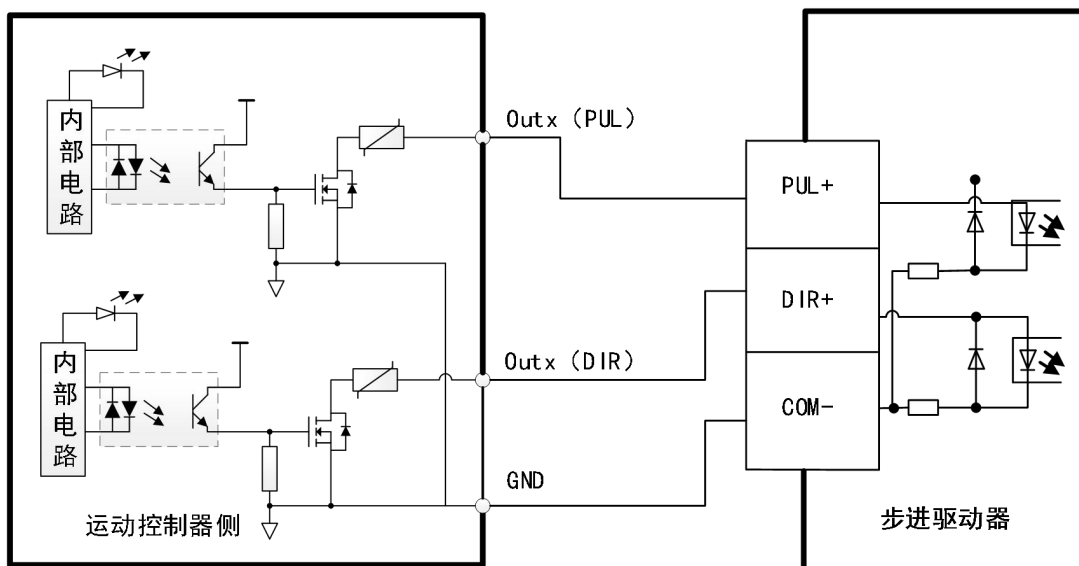 内部电路
Outx（PUL）
PUL+
DIR+
内部电路
Outx（DIR）
COM-
GND
运动控制器侧
步进驱动器